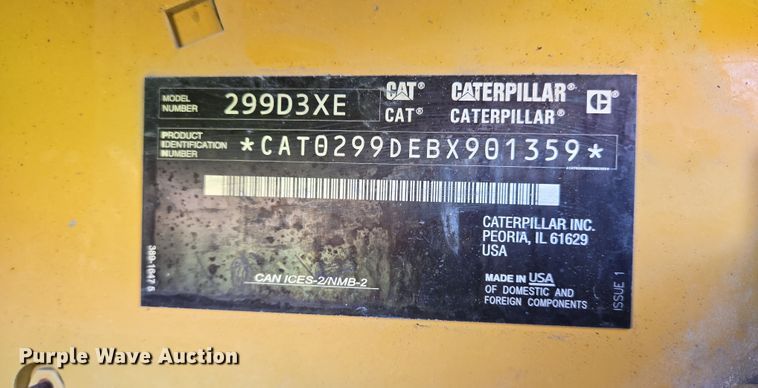 MODEL NUMBER 299D3XE
CAT® CATERPILLAR® C
CAT® CATERPILLAR®
PRODUCT IDENTIFICATION NUMBER *CAT0299DEBX901359*
CATERPILLAR INC.
PEORIA, IL 61629
USA
CAN ICES-2/NMB-2
MADE IN USA
OF DOMESTIC AND
FOREIGN COMPONENTS
ISSUE 1
Purple Wave Auction